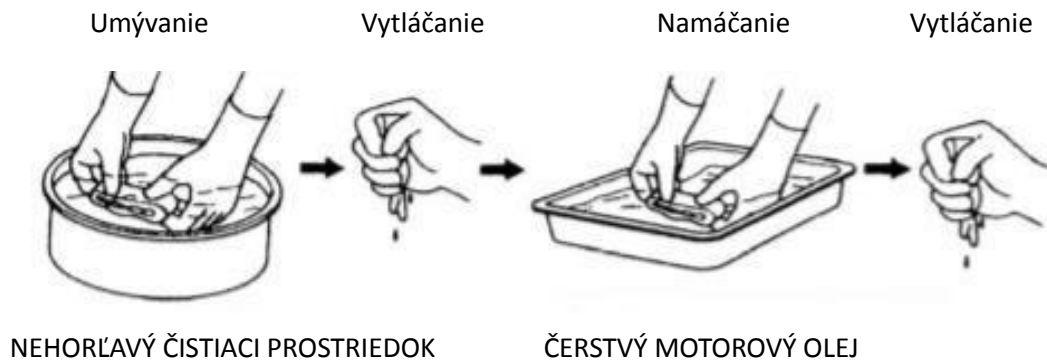 Umývanie Vytláčanie Namáčanie Vytláčanie
NEHORĽAVÝ ČISTIACI PROSTRIEDOK ČERSTVÝ MOTOROVÝ OLEJ